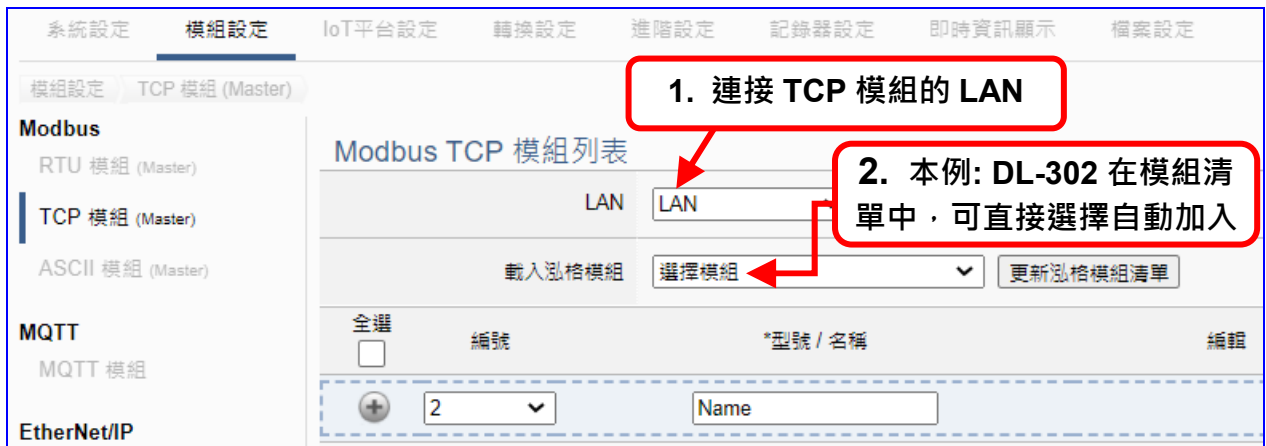 系統設定 模組設定 IoT平台設定 轉換設定 進階設定 記錄器設定 即時資訊顯示 檔案設定
模組設定 TCP 模組 (Master)
1. 連接 TCP 模組的 LAN
Modbus
RTU 模組 (Master)
TCP 模組 (Master)
ASCII 模組 (Master)
MQTT
MQTT 模組
EtherNet/IP
Modbus TCP 模組列表
2. 本例: DL-302 在模組清
單中，可直接選擇自動加入
LAN LAN
載入泓格模組 選擇模組 更新泓格模組清單
全選 編號 *型號 / 名稱 編輯
2 Name